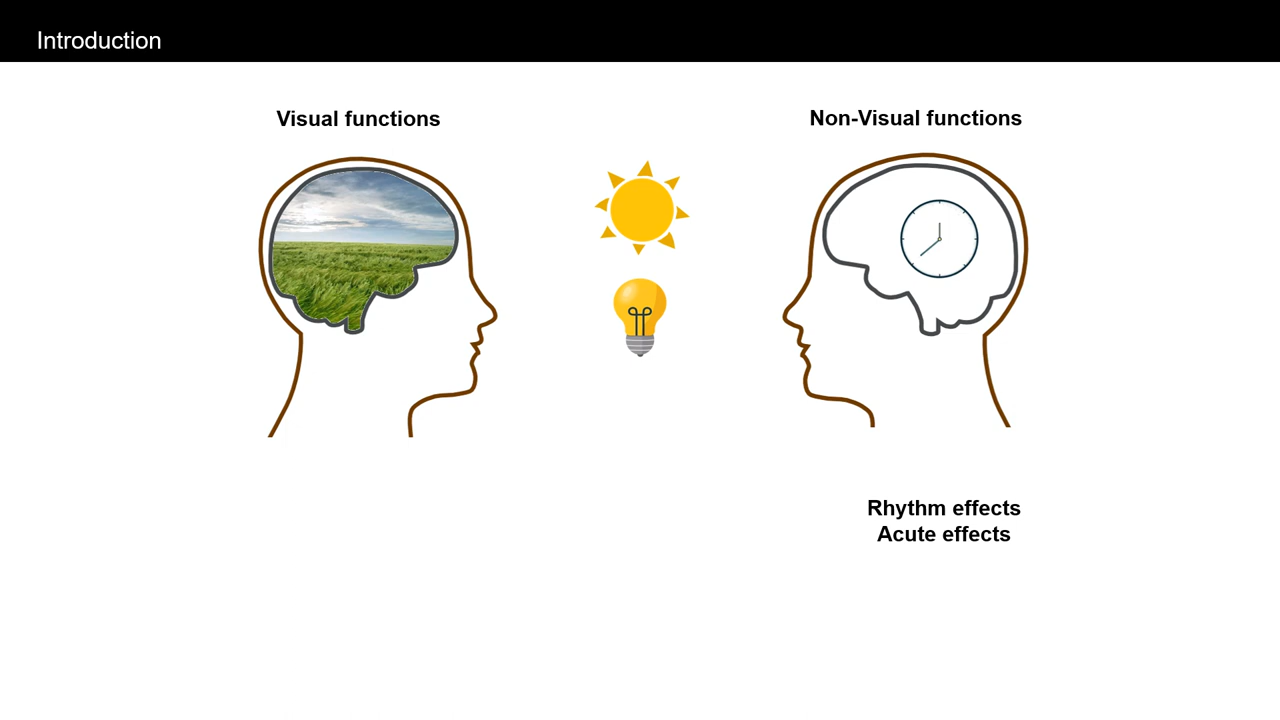 Introduction
Visual functions
Non-Visual functions
Rhythm effects
Acute effects